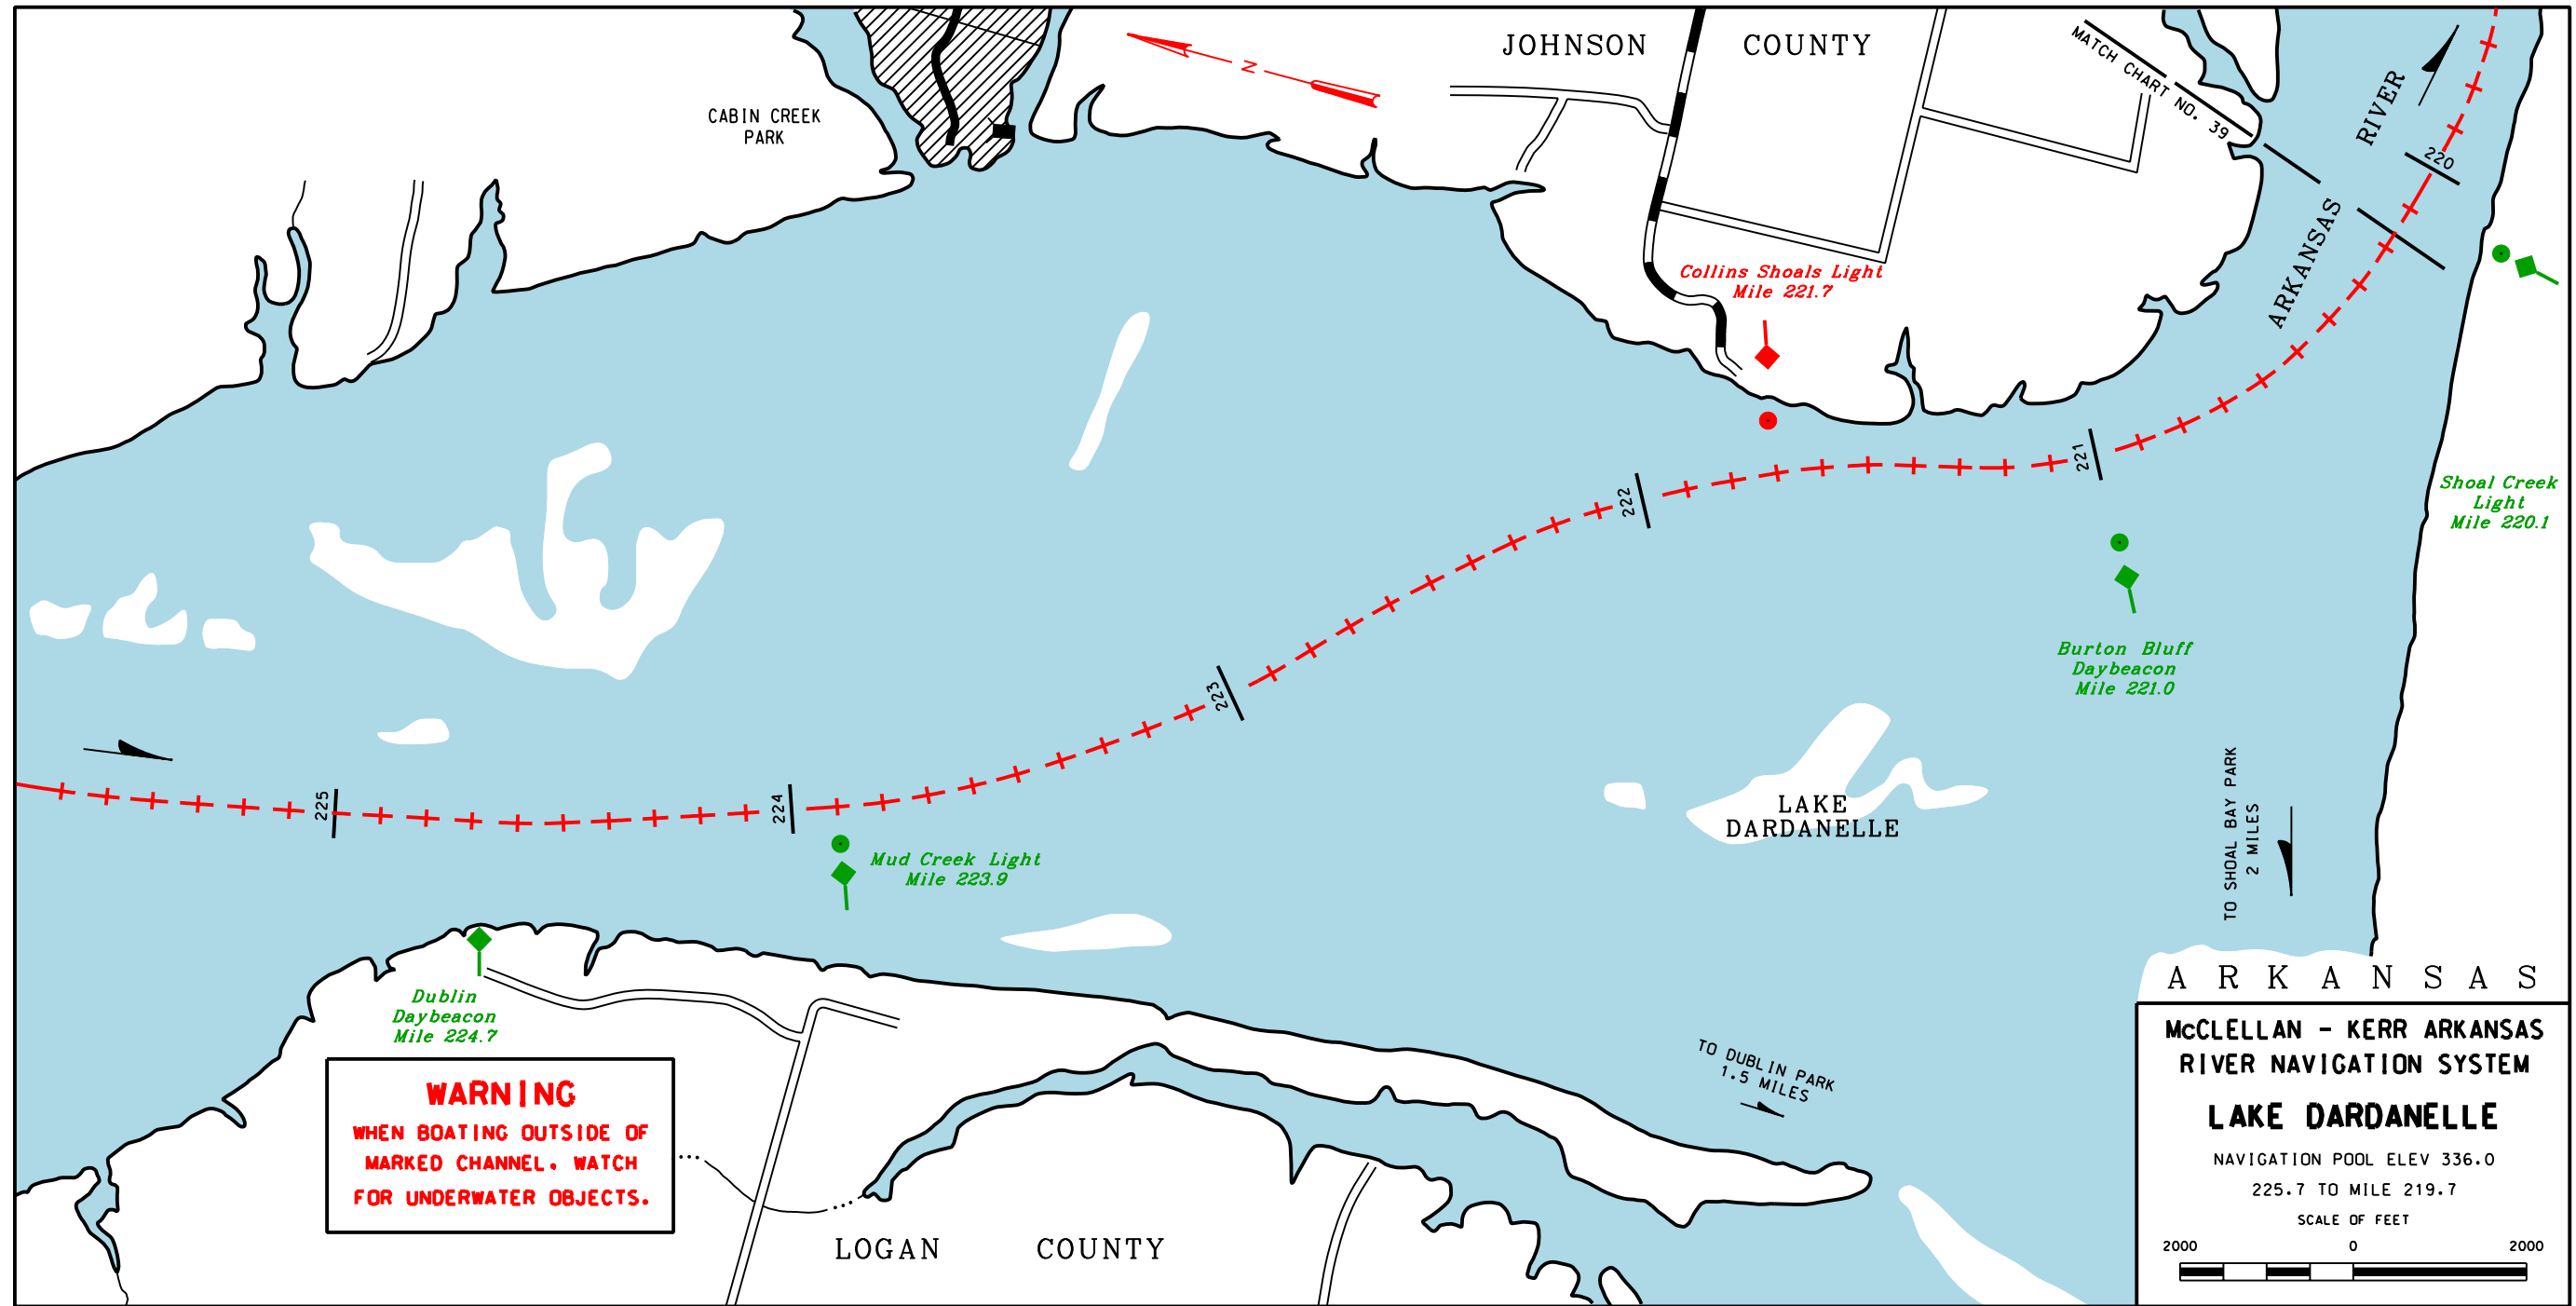 JOHNSON COUNTY
MATCH CHART NO. 39
RIVER
220
CABIN CREEK
PARK
N
ARKANSAS
Collins Shoals Light
Mile 221.7
221
222
Shoal Creek
Light
Mile 220.1
Burton Bluff
Daybeacon
Mile 221.0
223
225
224
LAKE
DARDANELLE
TO SHOAL BAY PARK
2 MILES
Mud Creek Light
Mile 223.9
Dublin
Daybeacon
Mile 224.7
TO DUBLIN PARK
1.5 MILES
WARNING
WHEN BOATING OUTSIDE OF
MARKED CHANNEL. WATCH
FOR UNDERWATER OBJECTS.
LOGAN COUNTY
ARKANSAS
McCLELLAN - KERR ARKANSAS
RIVER NAVIGATION SYSTEM
LAKE DARDANELLE
NAVIGATION POOL ELEV 336.0
225.7 TO MILE 219.7
SCALE OF FEET
2000 0 2000